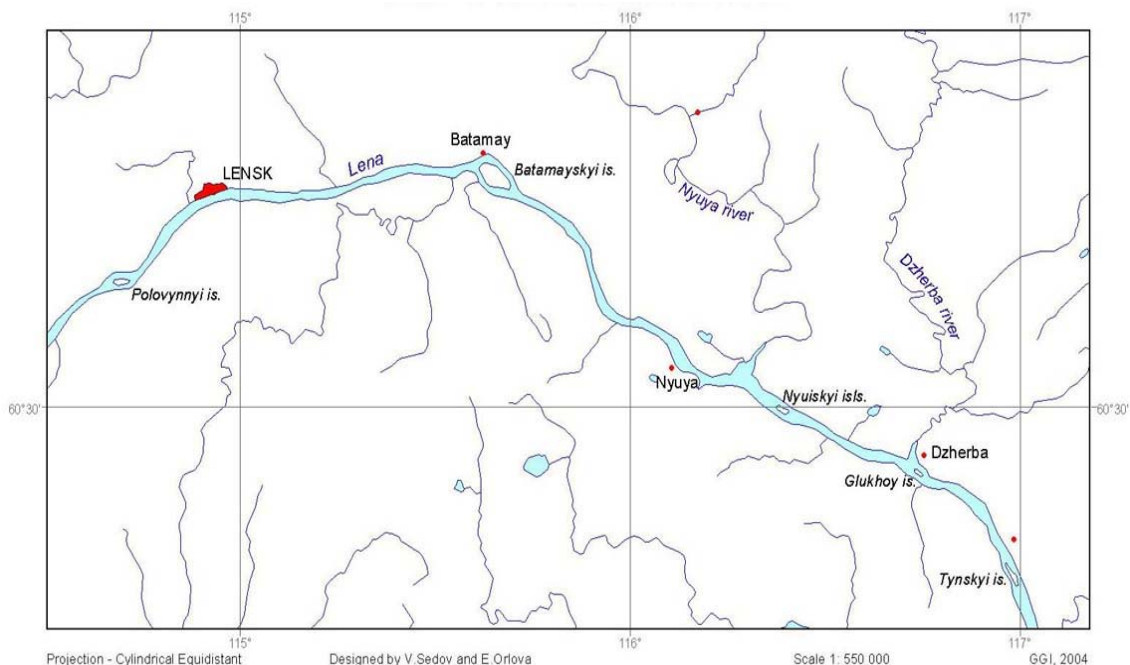 115°
116°
117°
Batamay
Lena
Batamayskyi is.
LENSK
Nyuya river
Dzherba river
Polovynnyi is.
Nyuya
Nyuiskyi isls.
60°30'
60°30'
Dzherba
Glukhoy is.
Tynskyi is.
115°
116°
117°
Projection - Cylindrical Equidistant
Designed by V.Sedov and E.Orlova
Scale 1: 550 000
GGI, 2004